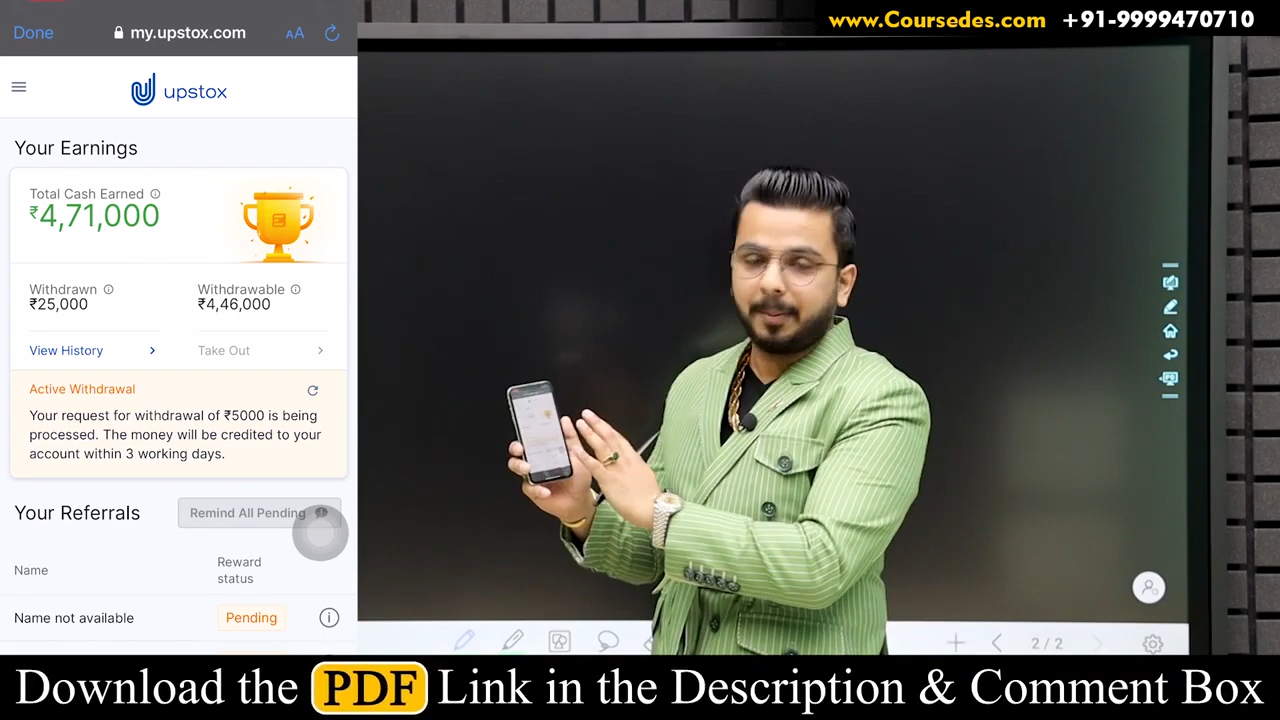 www.Coursedes.com +91-9999470710
Done
my.upstox.com
AA
upstox
Your Earnings
Total Cash Earned
₹4,71,000
Withdrawn
₹25,000
Withdrawable
₹4,46,000
View History
Take Out
Active Withdrawal
Your request for withdrawal of ₹5000 is being
processed. The money will be credited to your
account within 3 working days.
Your Referrals
Remind All Pending
Name
Reward
status
Name not available
Pending
2 / 2
Download the PDF Link in the Description & Comment Box